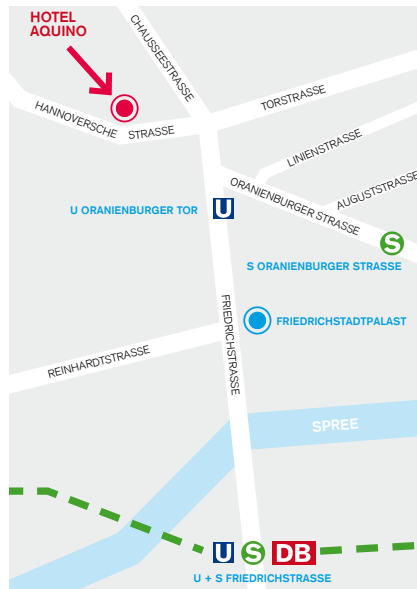 HOTEL
AQUINO
CHAUSSEESTRASSE
TORSTRASSE
HANNOVERSCHE STRASSE
LINIENSTRASSE
ORANIENBURGER STRASSE
AUGUSTSTRASSE
U ORANIENBURGER TOR
U
S
S ORANIENBURGER STRASSE
FRIEDRICHSTRASSE
FRIEDRICHSTADTPALAST
REINHARDTSTRASSE
SPREE
U S DB
U + S FRIEDRICHSTRASSE